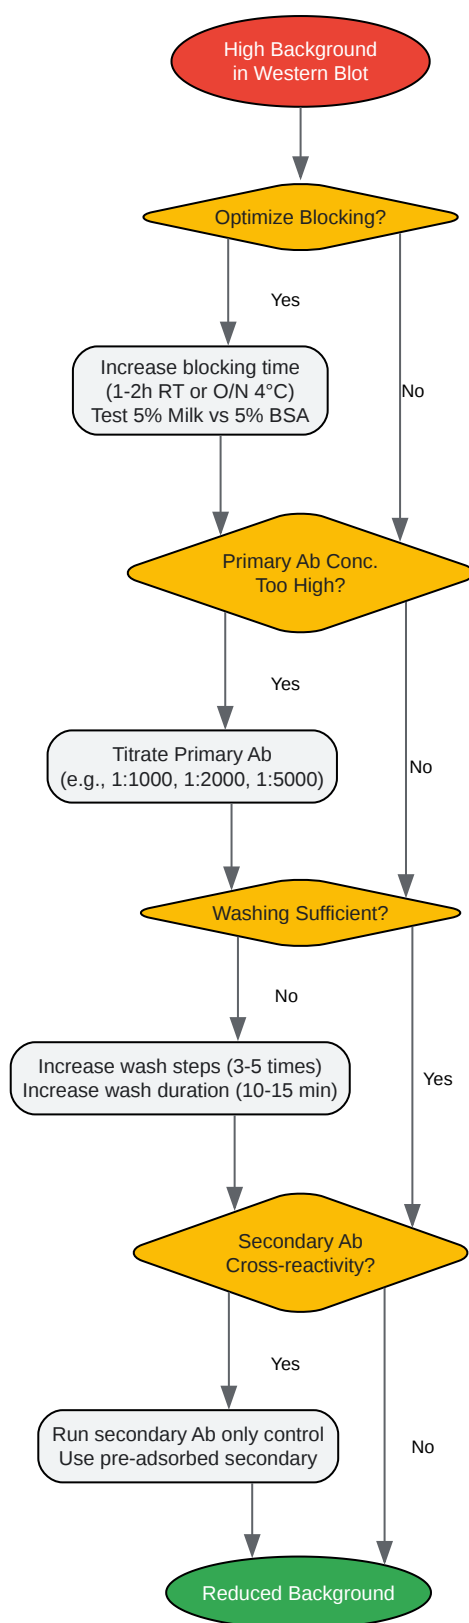 High Background
in Western Blot
Optimize Blocking?
Yes
Increase blocking time
(1-2h RT or O/N 4°C)
Test 5% Milk vs 5% BSA
No
Primary Ab Conc.
Too High?
Yes
Titrate Primary Ab
(e.g., 1:1000, 1:2000, 1:5000)
No
Washing Sufficient?
No
Increase wash steps (3-5 times)
Increase wash duration (10-15 min)
Yes
Secondary Ab
Cross-reactivity?
Yes
Run secondary Ab only control
Use pre-adsorbed secondary
No
Reduced Background